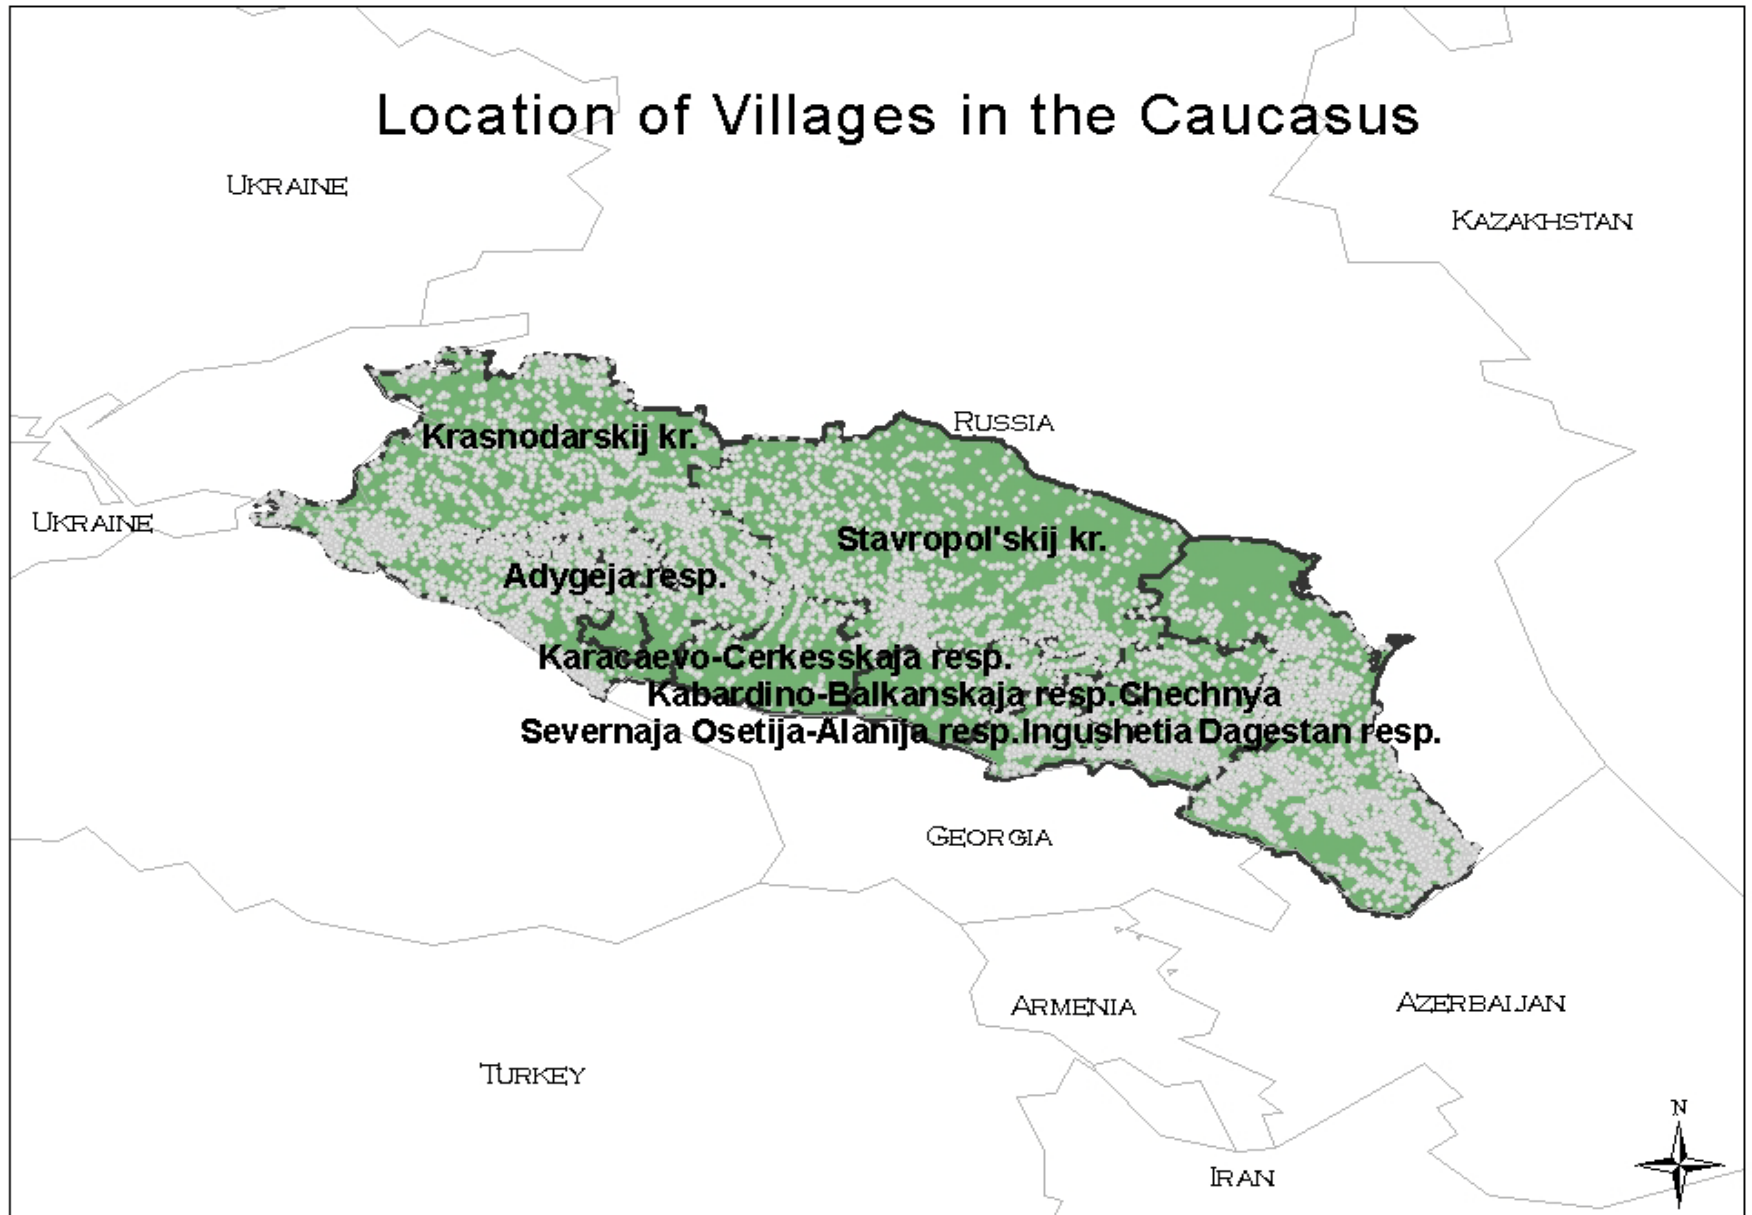 Location of Villages in the Caucasus
UKRAINE
KAZAKHSTAN
RUSSIA
Krasnodarskij kr.
UKRAINE
Stavropol'skij kr.
Adygeja resp.
Karacaevo-Cerkesskaja resp.
Kabardino-Balkanskaja resp. Chechnya
Severnaja Osetija-Alanija resp. Ingushetia Dagestan resp.
GEORGIA
ARMENIA
AZERBAIJAN
TURKEY
N
IRAN